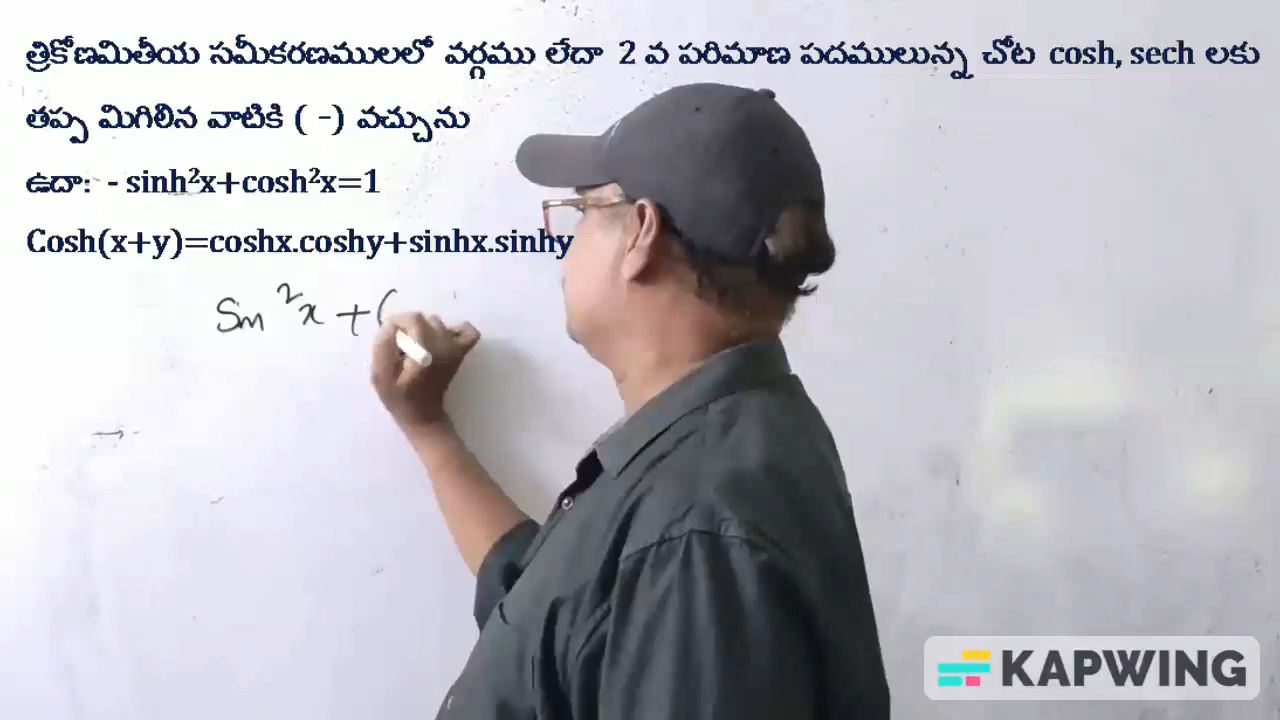 త్రికోణమితీయ సమీకరణములలో వర్గము లేదా 2 వ పరిమాణ పదములున్న చోట cosh, sech లకు
తప్ప మిగిలిన వాటికి ( -) వచ్చును
ఉదా: - sinh²x+cosh²x=1
Cosh(x+y)=coshx.coshy+sinhx.sinhy
Sin²x + (
KAPWING